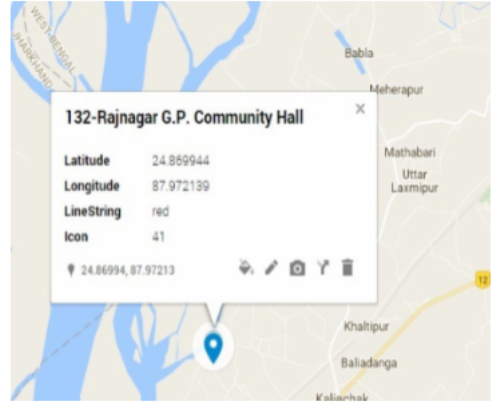 WEST BENGAL
JHARKHAND
Babla
Meherapur
132-Rajnagar G.P. Community Hall
Mathabari
Latitude 24.869944
Uttar
Laxmipur
Longitude 87.972139
LineString red
Icon 41
24.86994, 87.97213
12
Khaltipur
Baliadanga
Kaliachak